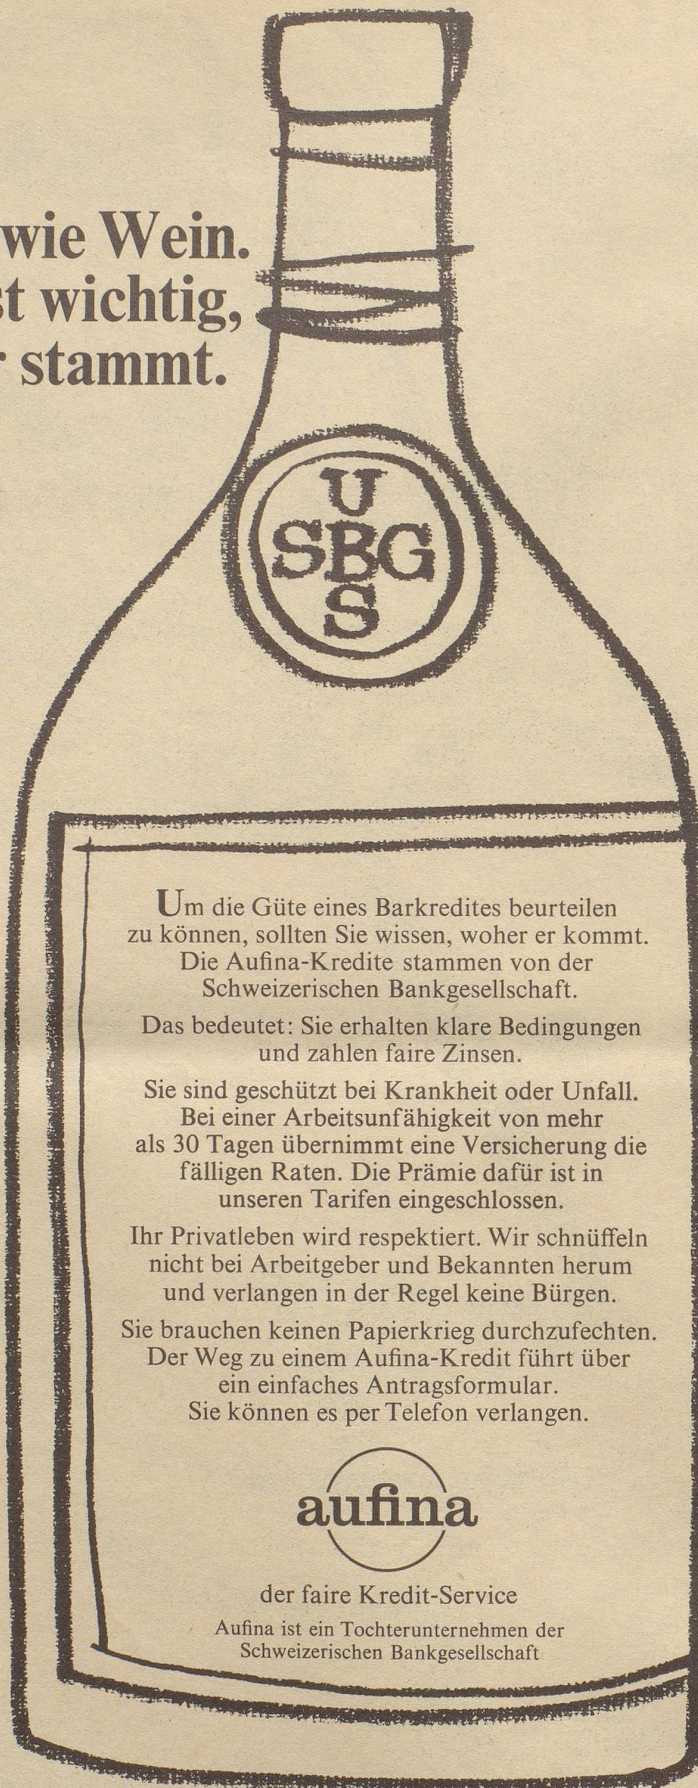 wie Wein.
st wichtig,
r stammt.
U
SBG
S
Um die Güte eines Barkredites beurteilen
zu können, sollten Sie wissen, woher er kommt.
Die Aufina-Kredite stammen von der
Schweizerischen Bankgesellschaft.
Das bedeutet: Sie erhalten klare Bedingungen
und zahlen faire Zinsen.
Sie sind geschützt bei Krankheit oder Unfall.
Bei einer Arbeitsunfähigkeit von mehr
als 30 Tagen übernimmt eine Versicherung die
fälligen Raten. Die Prämie dafür ist in
unseren Tarifen eingeschlossen.
Ihr Privatleben wird respektiert. Wir schnüffeln
nicht bei Arbeitgeber und Bekannten herum
und verlangen in der Regel keine Bürgen.
Sie brauchen keinen Papierkrieg durchzufechten.
Der Weg zu einem Aufina-Kredit führt über
ein einfaches Antragsformular.
Sie können es per Telefon verlangen.
aufina
der faire Kredit-Service
Aufina ist ein Tochterunternehmen der
Schweizerischen Bankgesellschaft